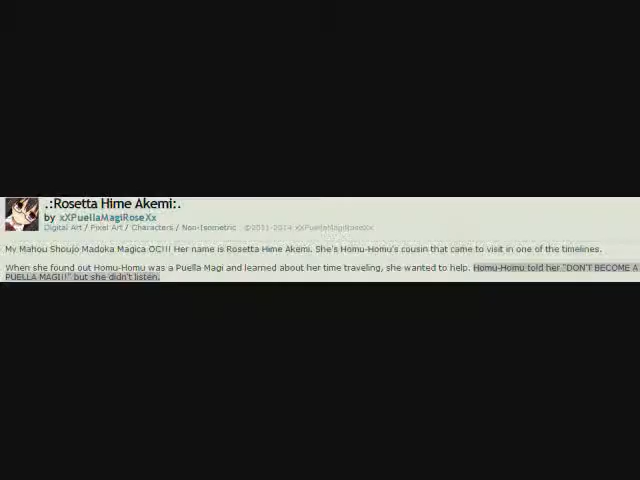 .:Rosetta Hime Akemi:.
by xXPuellaMagiRoseXx
Digital Art / Pixel Art / Characters / Non-Isometric ©2011-2014 xXPuellaMagiRoseXx
My Mahou Shoujo Madoka Magica OC!!! Her name is Rosetta Hime Akemi. She's Homu-Homu's cousin that came to visit in one of the timelines.
When she found out Homu-Homu was a Puella Magi and learned about her time traveling, she wanted to help. Homu-Homu told her "DON'T BECOME A
PUELLA MAGI!!" but she didn't listen.